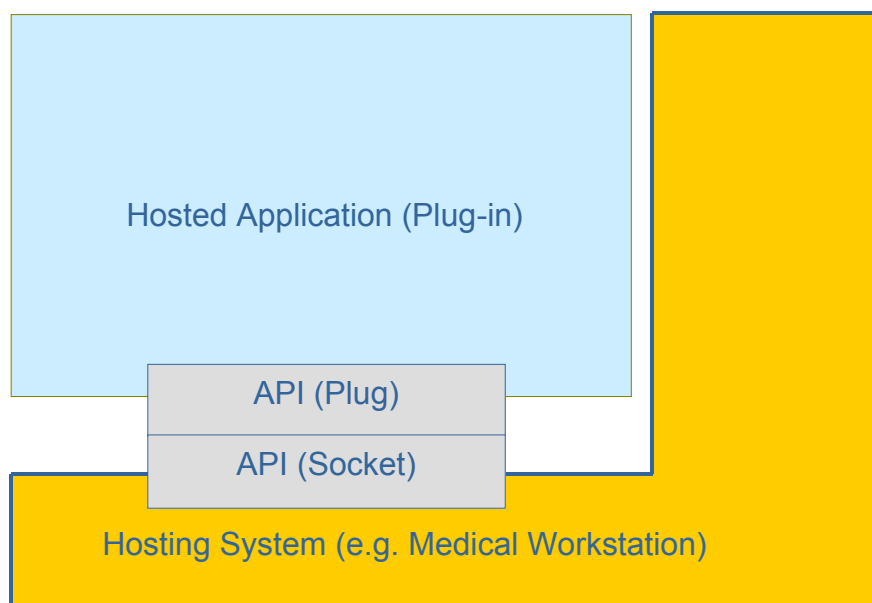 Hosted Application (Plug-in)
API (Plug)
API (Socket)
Hosting System (e.g. Medical Workstation)